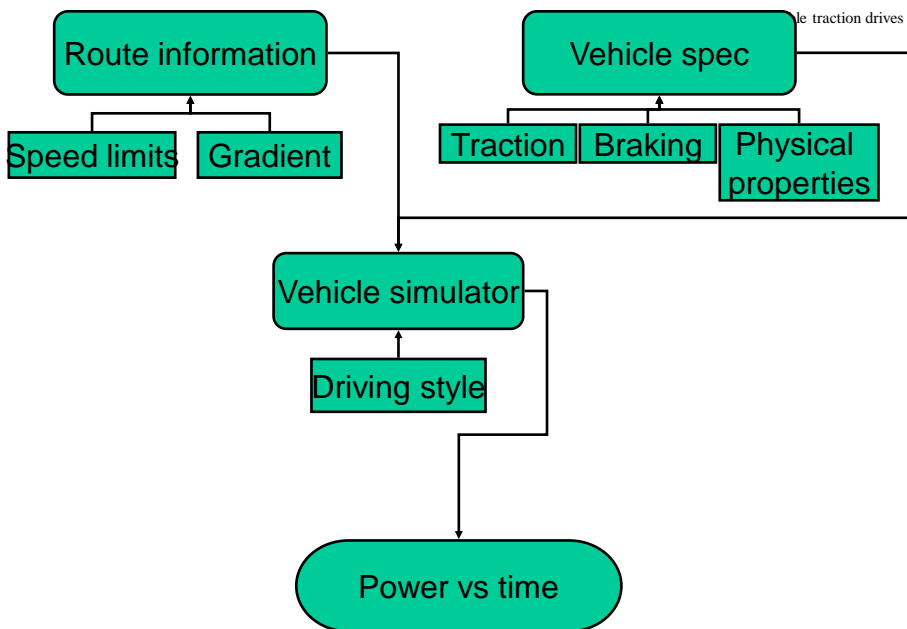 traction drives
Route information
Vehicle spec
Speed limits
Gradient
Traction
Braking
Physical
properties
Vehicle simulator
Driving style
Power vs time